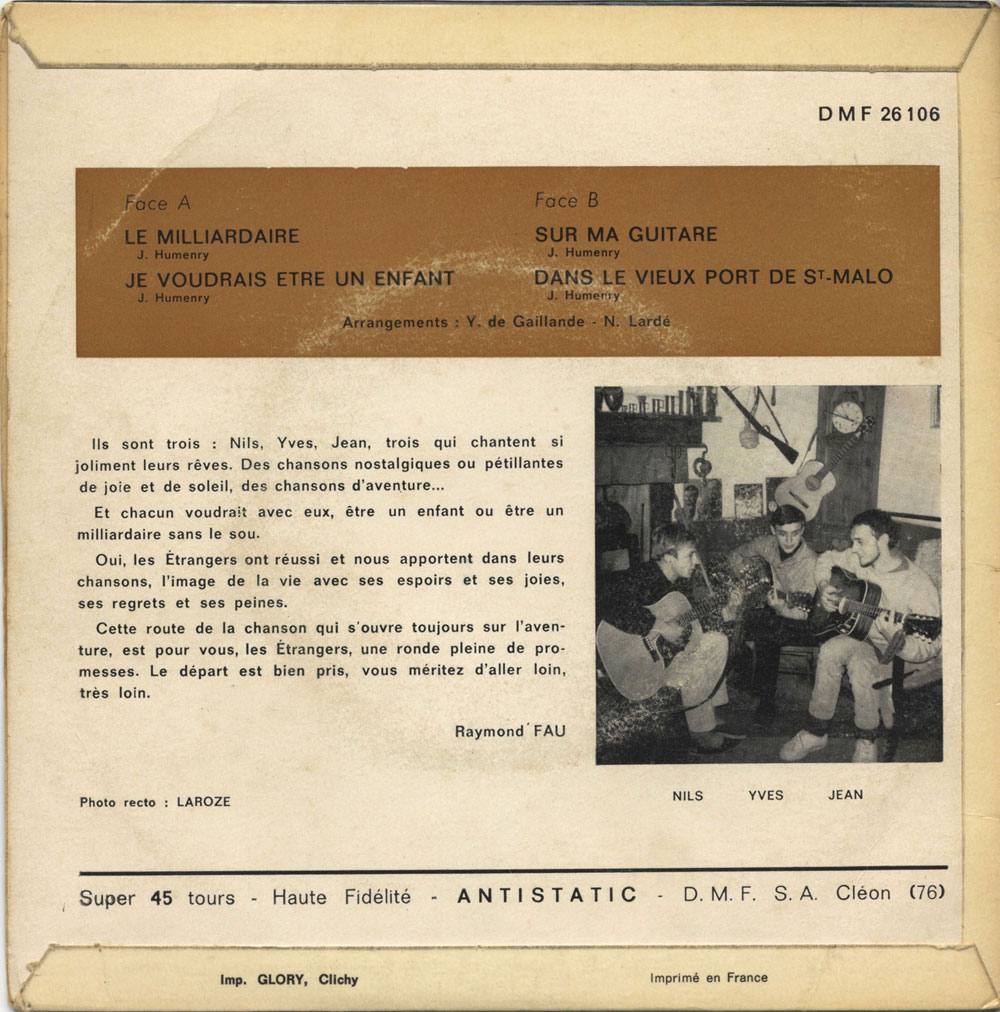 DMF 26106
Face A
LE MILLIARDAIRE
J. Humenry
JE VOUDRAIS ETRE UN ENFANT
J. Humenry
Face B
SUR MA GUITARE
J. Humenry
DANS LE VIEUX PORT DE ST-MALO
J. Humenry
Arrangements : Y. de Gaillande - N. Lardé
Ils sont trois : Nils, Yves, Jean, trois qui chantent si
joliment leurs rêves. Des chansons nostalgiques ou pétillantes
de joie et de soleil, des chansons d'aventure...
Et chacun voudrait avec eux, être un enfant ou être un
milliardaire sans le sou.
Oui, les Étrangers ont réussi et nous apportent dans leurs
chansons, l'image de la vie avec ses espoirs et ses joies,
ses regrets et ses peines.
Cette route de la chanson qui s'ouvre toujours sur l'aven-
ture, est pour vous, les Étrangers, une ronde pleine de pro-
messes. Le départ est bien pris, vous méritez d'aller loin,
très loin.
Raymond FAU
Photo recto : LAROZE
NILS YVES JEAN
Super 45 tours - Haute Fidélité - ANTISTATIC - D.M.F. S.A. Cléon (76)
Imp. GLORY, Clichy
Imprimé en France